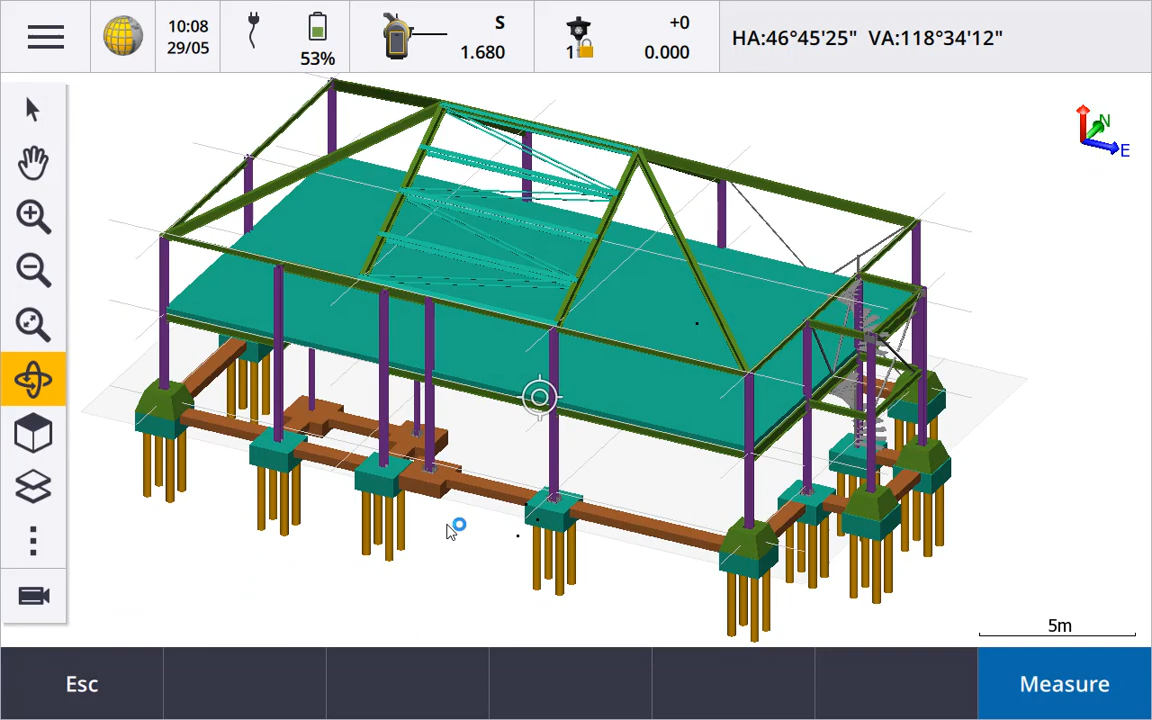 10:08
29/05
53%
S
1.680
+0
1
0.000
HA:46°45'25" VA:118°34'12"
N
E
5m
Esc
Measure